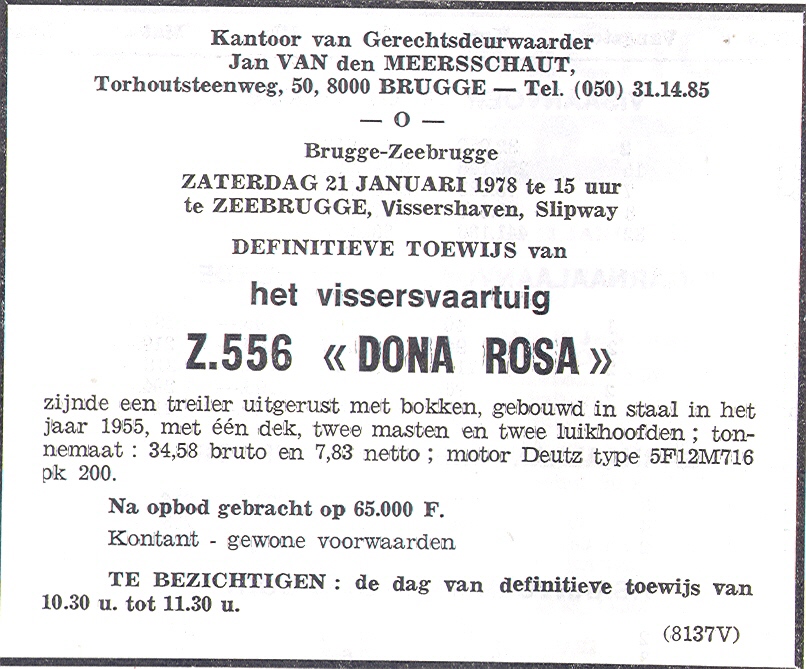 Kantoor van Gerechtsdeurwaarder
Jan VAN den MEERSSCHAUT,
Torhoutsteenweg, 50, 8000 BRUGGE — Tel. (050) 31.14.85
— O —
Brugge-Zeebrugge
ZATERDAG 21 JANUARI 1978 te 15 uur
te ZEEBRUGGE, Vissershaven, Slipway
DEFINITIEVE TOEWIJS van
het vissersvaartuig
Z.556 « DONA ROSA »
zijnde een treiler uitgerust met bokken, gebouwd in staal in het
jaar 1955, met één dek, twee masten en twee luikhoofden ; ton-
nemaat : 34,58 bruto en 7,83 netto ; motor Deutz type 5F12M716
pk 200.
Na opbod gebracht op 65.000 F.
Kontant - gewone voorwaarden
TE BEZICHTIGEN : de dag van definitieve toewijs van
10.30 u. tot 11.30 u.
(8137V)